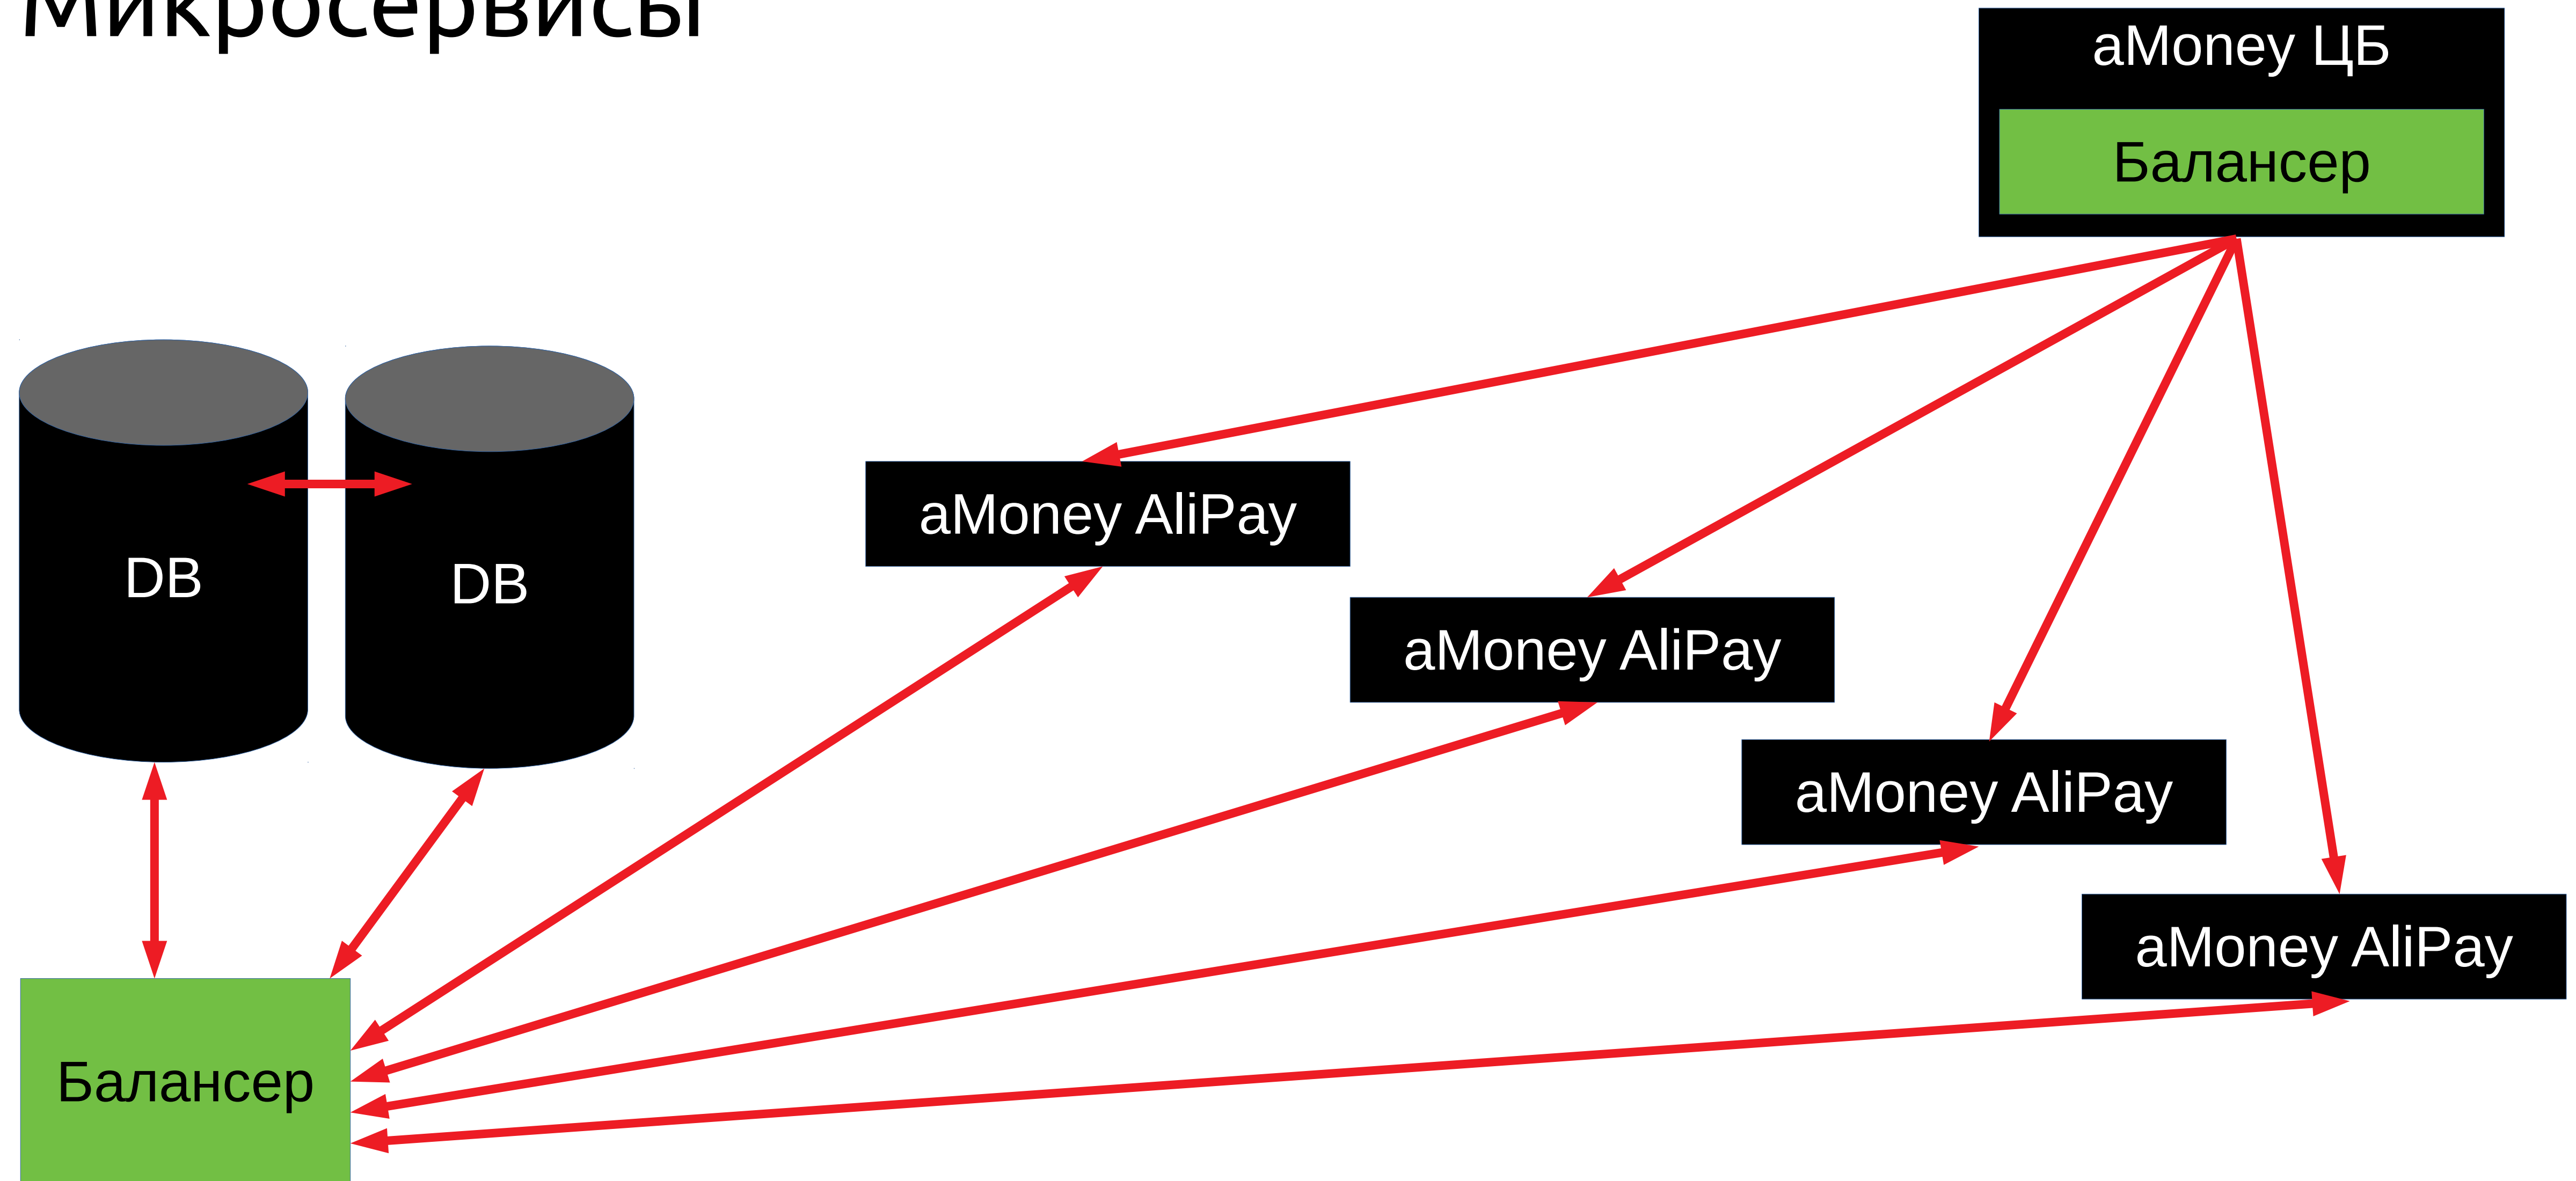 Микросервисы
aMoney ЦБ
Балансер
DB
DB
aMoney AliPay
aMoney AliPay
aMoney AliPay
aMoney AliPay
Балансер